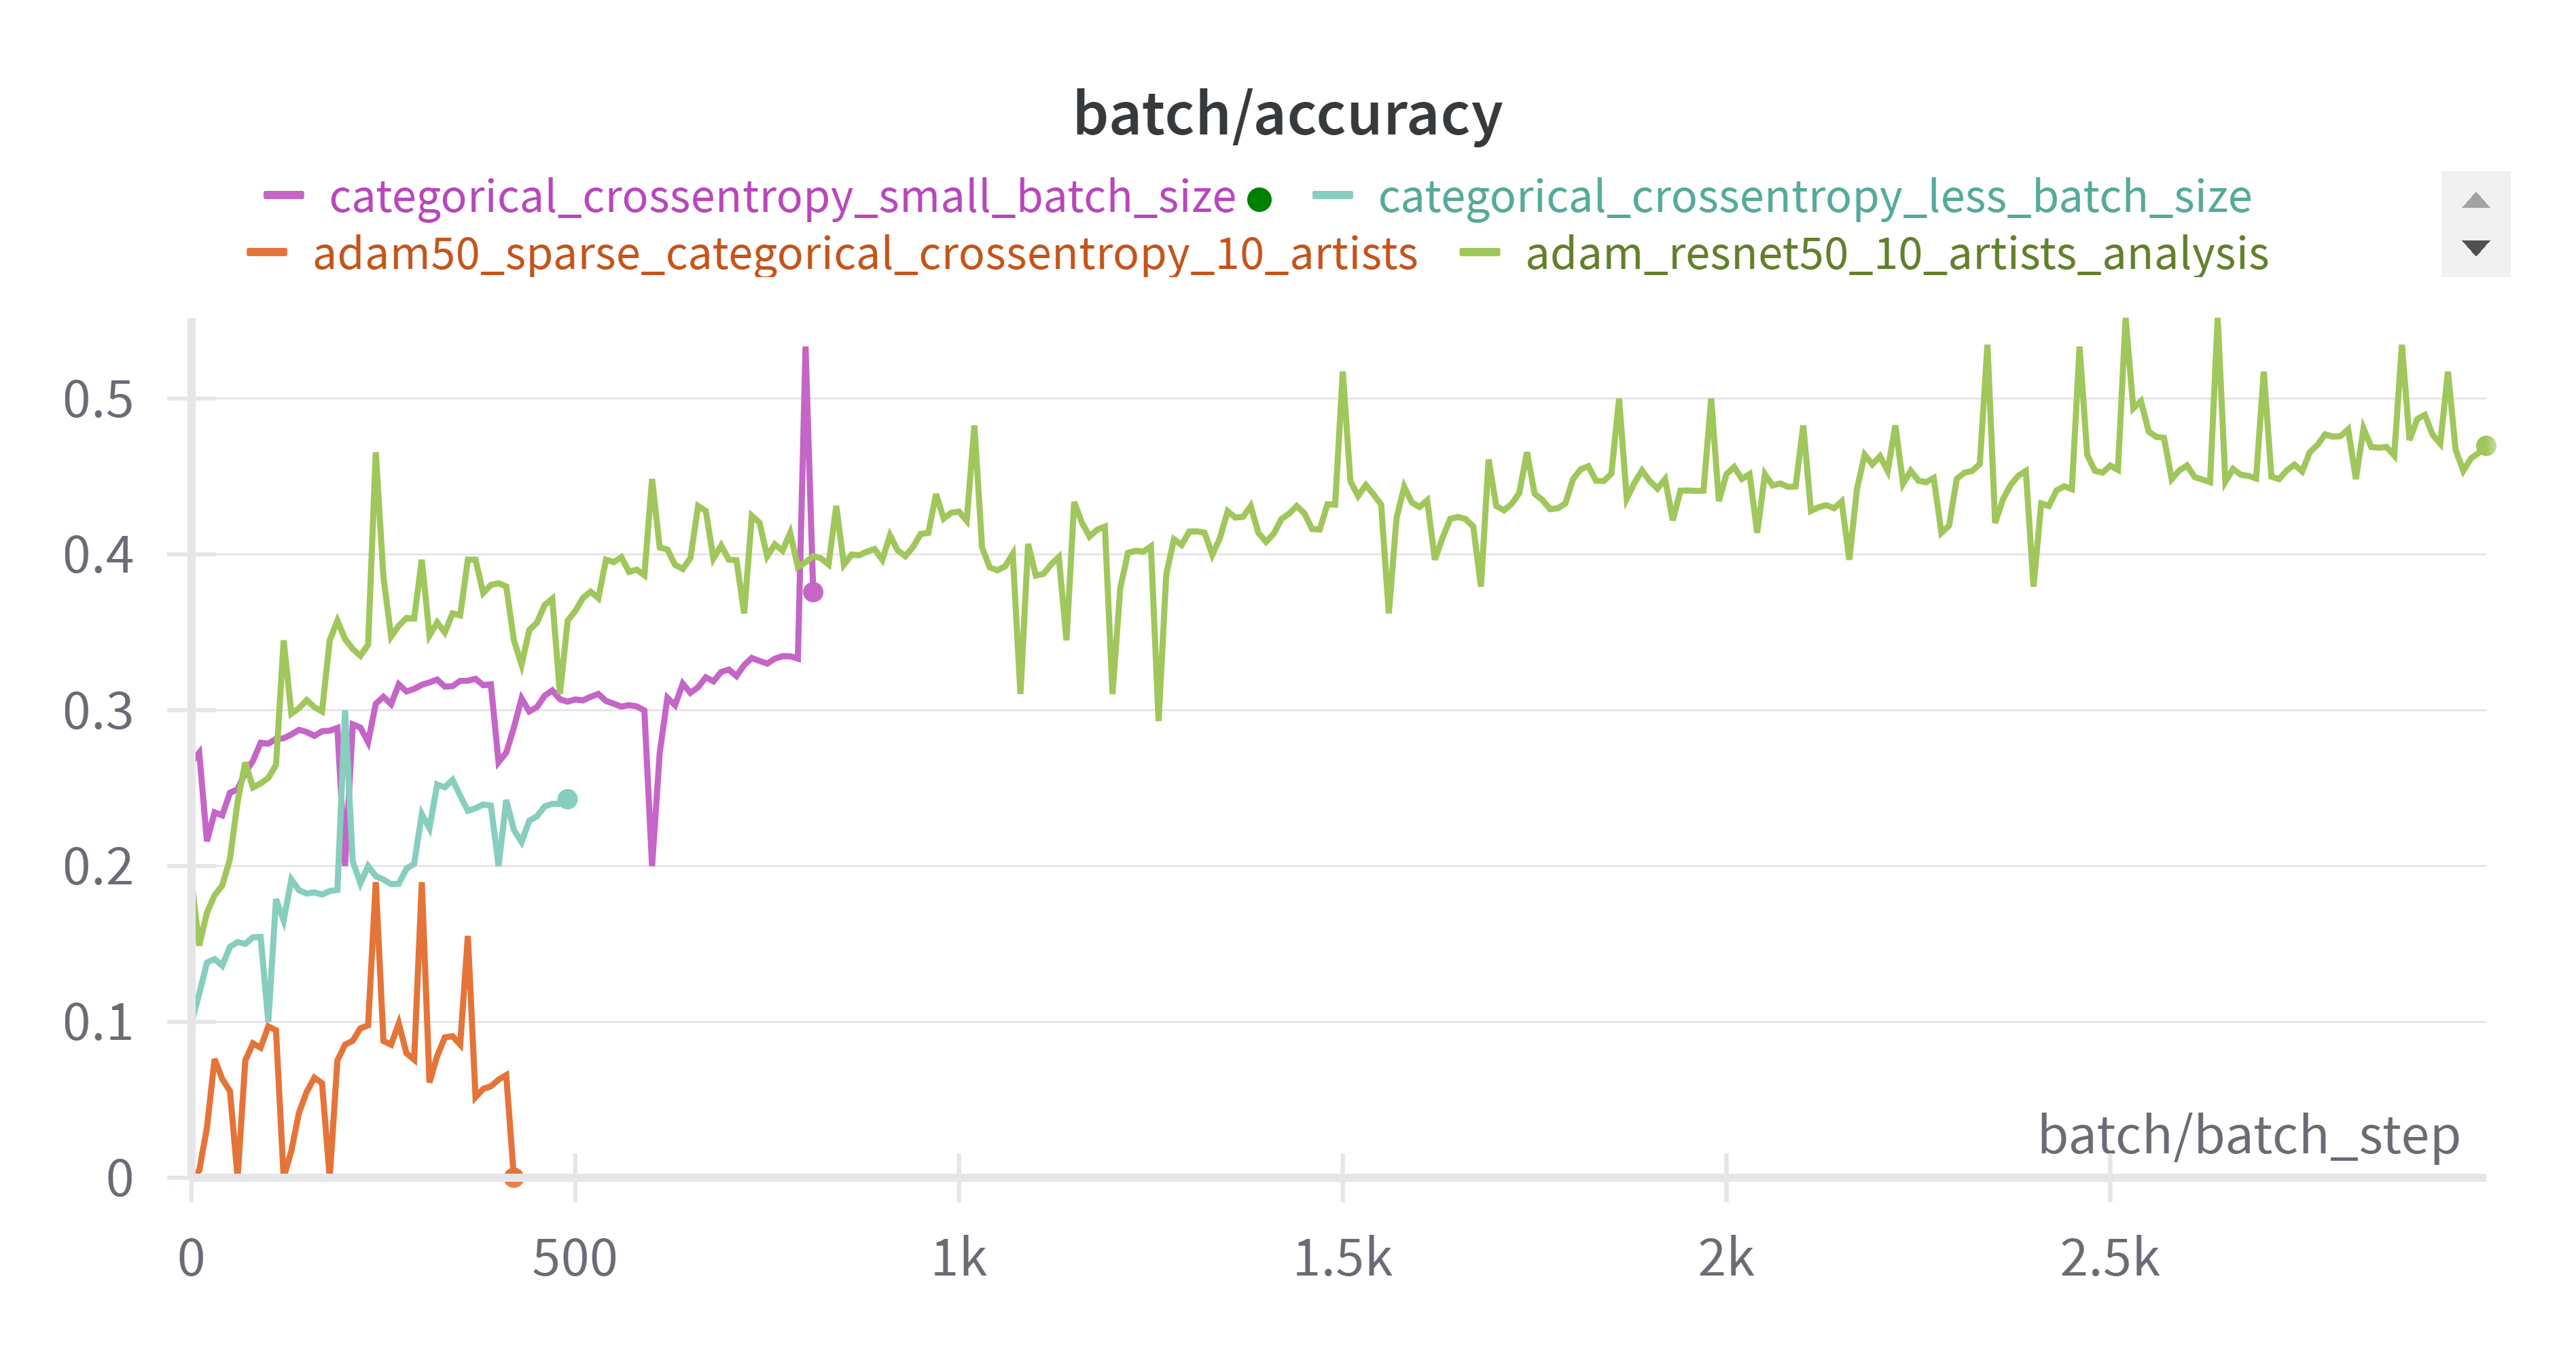 batch/accuracy
categorical_crossentropy_small_batch_size categorical_crossentropy_less_batch_size
adam50_sparse_categorical_crossentropy_10_artists adam_resnet50_10_artists_analysis
0.5
0.4
0.3
0.2
0.1
0
batch/batch_step
0 500 1k 1.5k 2k 2.5k